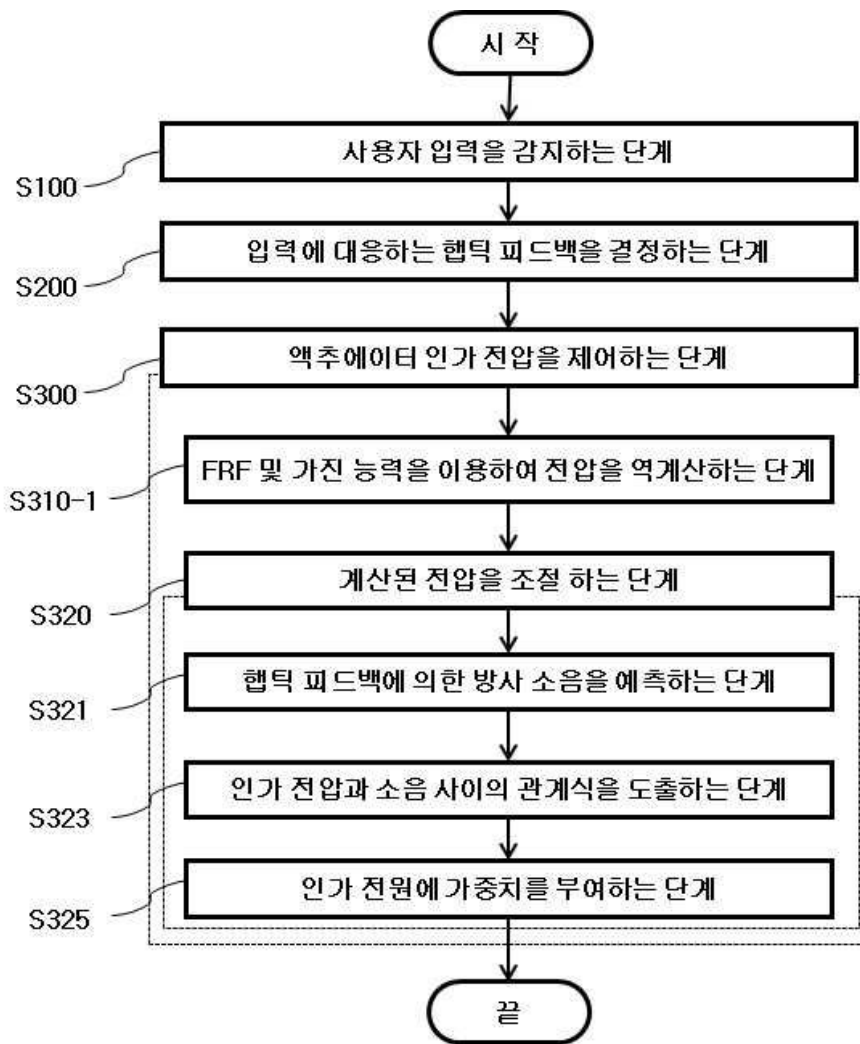 시 작
사용자 입력을 감지하는 단계
S100
입력에 대응하는 햅틱 피드백을 결정하는 단계
S200
액추에이터 인가 전압을 제어하는 단계
S300
FRF 및 가진 능력을 이용하여 전압을 역계산하는 단계
S310-1
계산된 전압을 조절 하는 단계
S320
햅틱 피드백에 의한 방사 소음을 예측하는 단계
S321
인가 전압과 소음 사이의 관계식을 도출하는 단계
S323
인가 전원에 가중치를 부여하는 단계
S325
끝